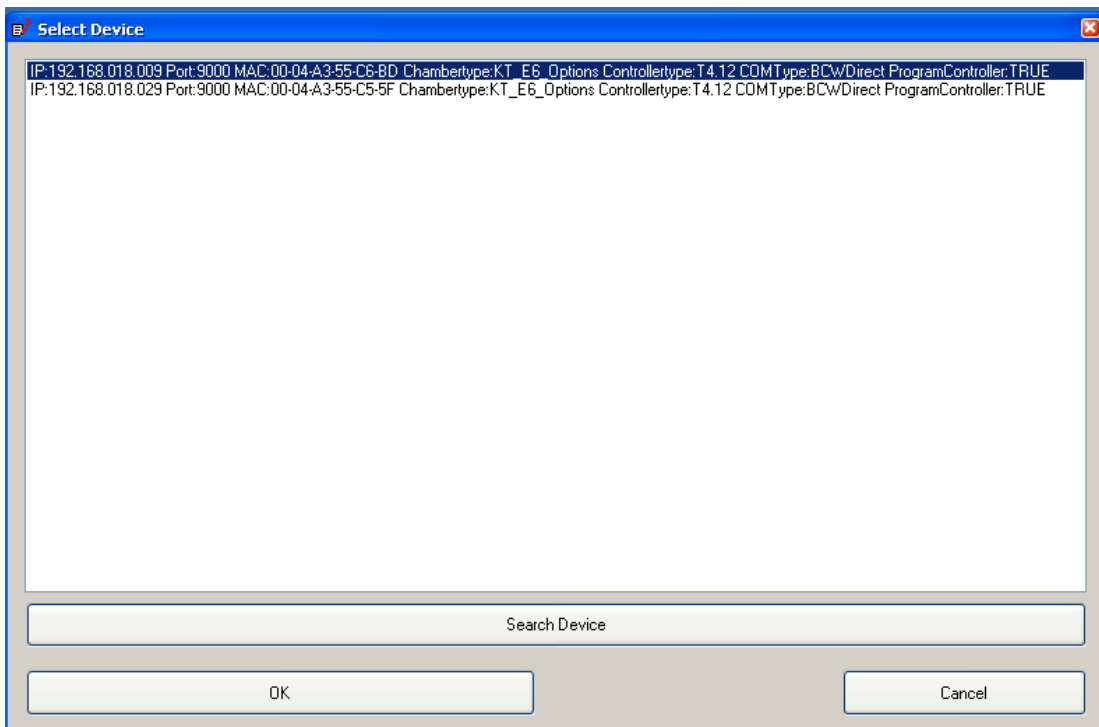 Select Device
IP:192.168.018.009 Port:9000 MAC:00-04-A3-55-C6-BD Chambertype:KT_E6_Options Controllertype:T4.12 COMType:BCWDirect ProgramController:TRUE
IP:192.168.018.029 Port:9000 MAC:00-04-A3-55-C5-5F Chambertype:KT_E6_Options Controllertype:T4.12 COMType:BCWDirect ProgramController:TRUE
Search Device
OK Cancel